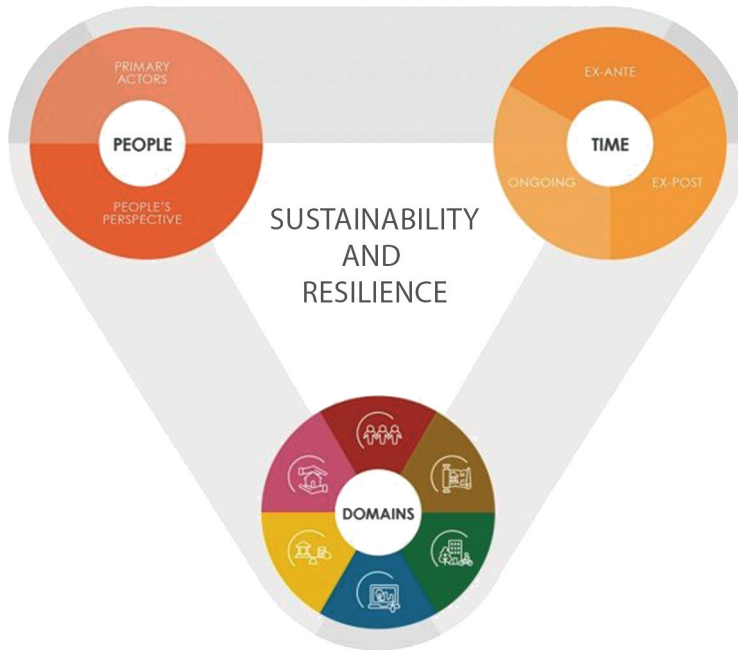 PRIMARY
ACTORS
PEOPLE
PEOPLE'S
PERSPECTIVE
EX-ANTE
TIME
ONGOING
EX-POST
SUSTAINABILITY
AND
RESILIENCE
DOMAINS